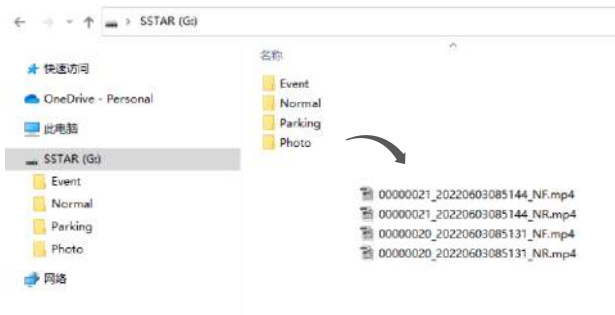 SSTAR (G:)
快速访问
OneDrive - Personal
此电脑
SSTAR (G:)
Event
Normal
Parking
Photo
网络
名称
Event
Normal
Parking
Photo
00000021_20220603085144_NF.mp4
00000021_20220603085144_NR.mp4
00000020_20220603085131_NF.mp4
00000020_20220603085131_NR.mp4